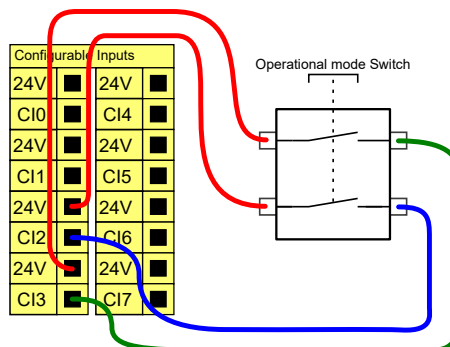 Configurable Inputs
Operational mode Switch
24V 24V
CI0 CI4
24V 24V
CI1 CI5
24V 24V
CI2 CI6
24V 24V
CI3 CI7